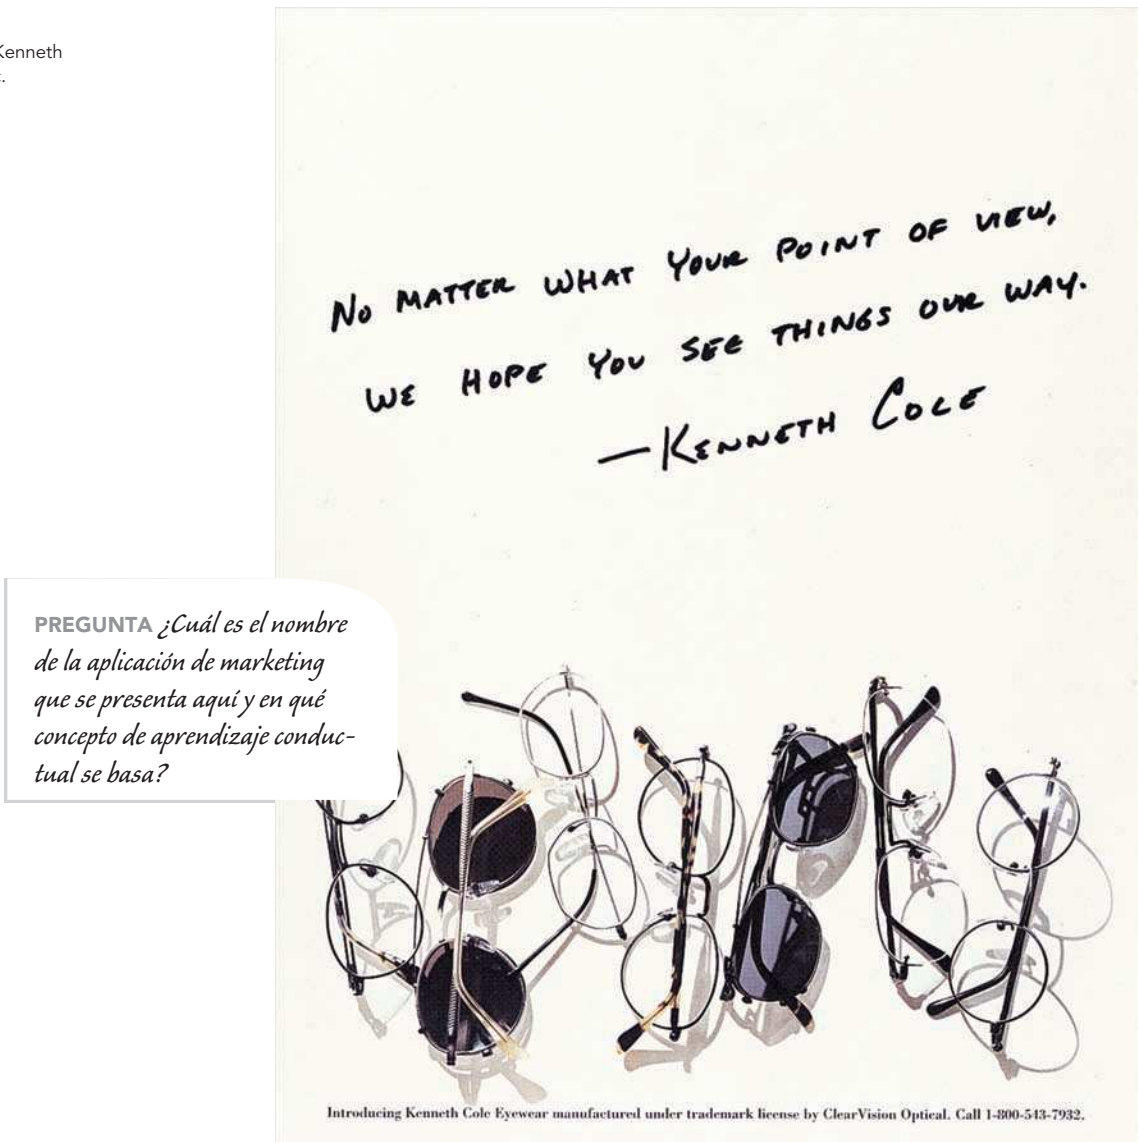 Kenneth
.
NO MATTER WHAT YOUR POINT OF VIEW,
WE HOPE YOU SEE THINGS OUR WAY.
—KENNETH COLE
PREGUNTA ¿Cuál es el nombre
de la aplicación de marketing
que se presenta aquí y en qué
concepto de aprendizaje conduc-
tual se basa?
Introducing Kenneth Cole Eyewear manufactured under trademark license by ClearVision Optical. Call 1-800-543-7932.